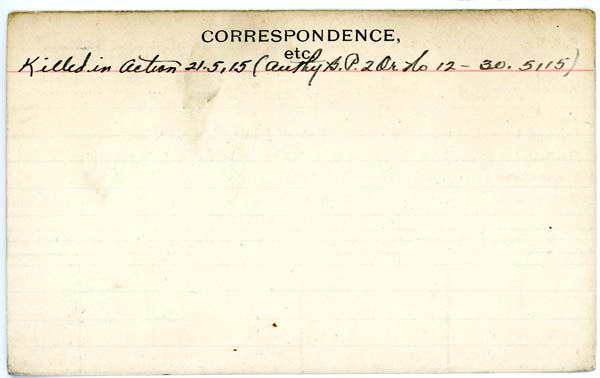 CORRESPONDENCE,
etc.
Killed in Action 21.5.15 (Authy B. P. 2 Or No 12 - 30.5.15)